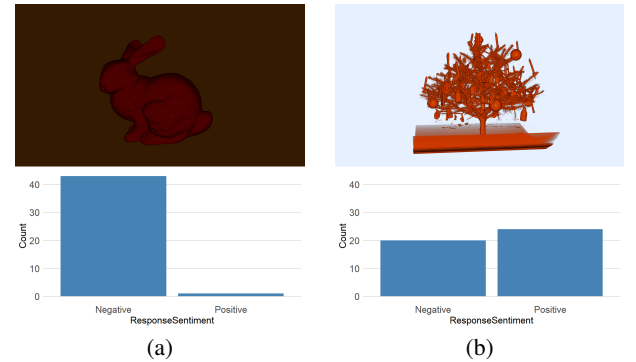 40
30
20
10
0
Count
Negative Positive
ResponseSentiment
(a)
40
30
20
10
0
Count
Negative Positive
ResponseSentiment
(b)